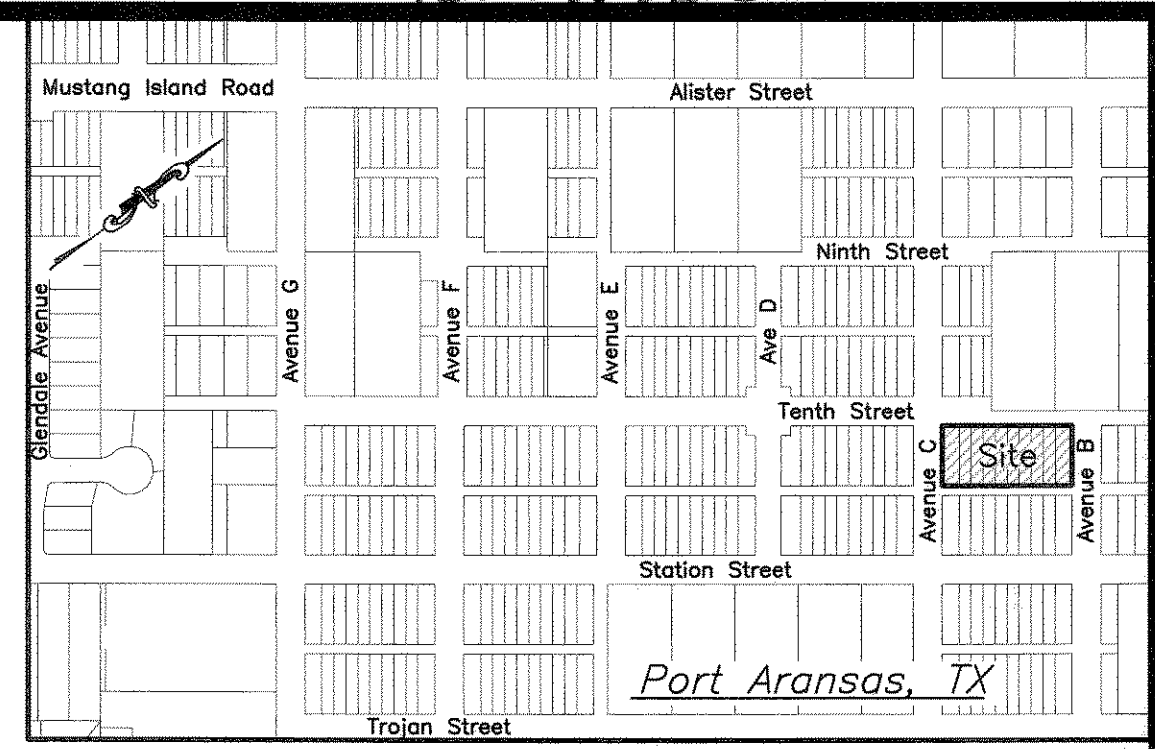 Mustang Island Road
Alister Street
Ninth Street
Glendale Avenue
Avenue G
Avenue F
Avenue E
Ave D
Tenth Street
Avenue C
Site
Avenue B
Station Street
Port Aransas, TX
Trojan Street